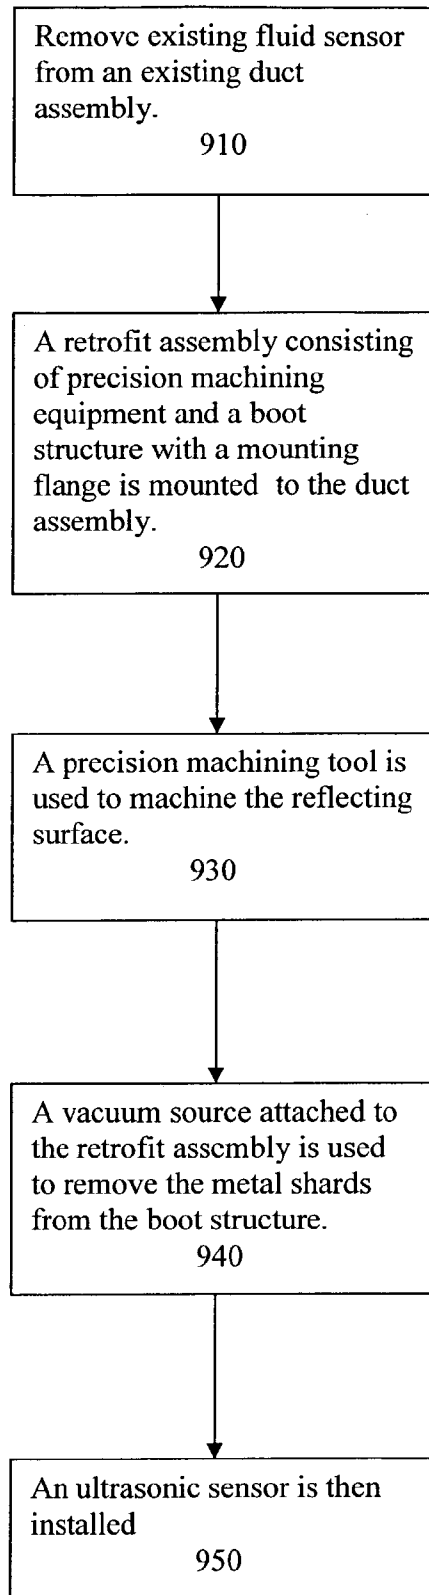 Remove existing fluid sensor
from an existing duct
assembly.
910
A retrofit assembly consisting
of precision machining
equipment and a boot
structure with a mounting
flange is mounted to the duct
assembly.
920
A precision machining tool is
used to machine the reflecting
surface.
930
A vacuum source attached to
the retrofit assembly is used
to remove the metal shards
from the boot structure.
940
An ultrasonic sensor is then
installed
950